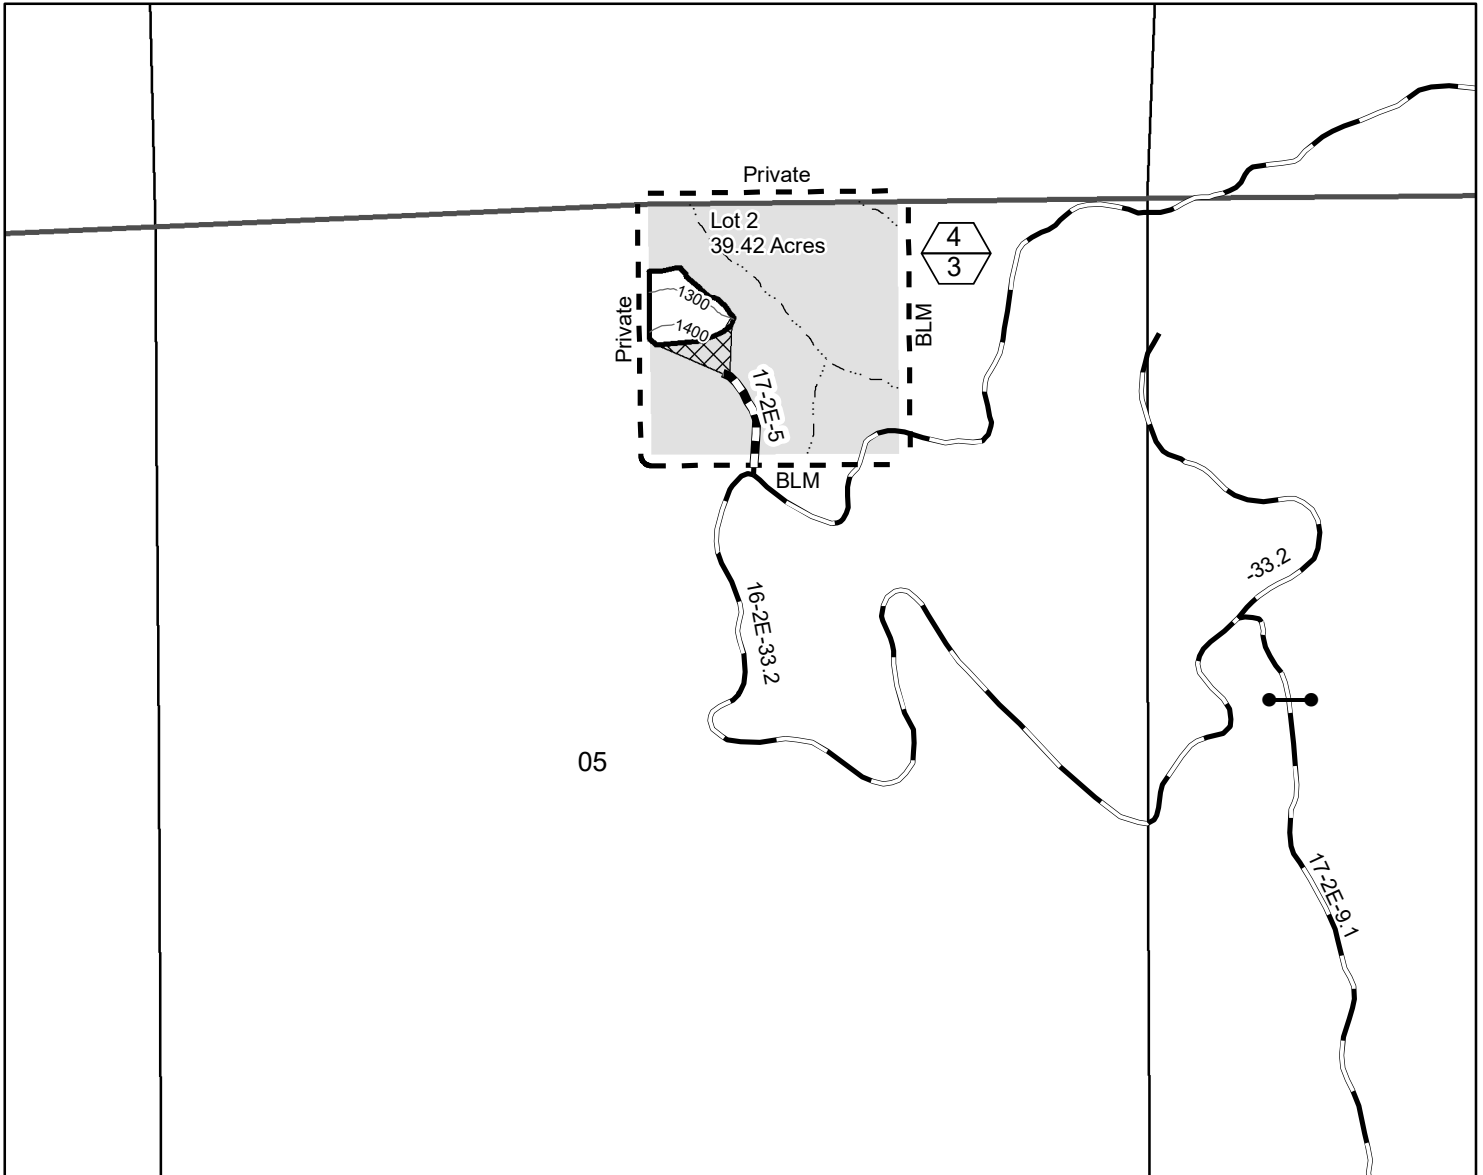 Private
Lot 2
39.42 Acres
4
3
1300
1400
Private
BLM
17-2E-5
BLM
-33.2
16-2E-33.2
05
17-2E-9.1